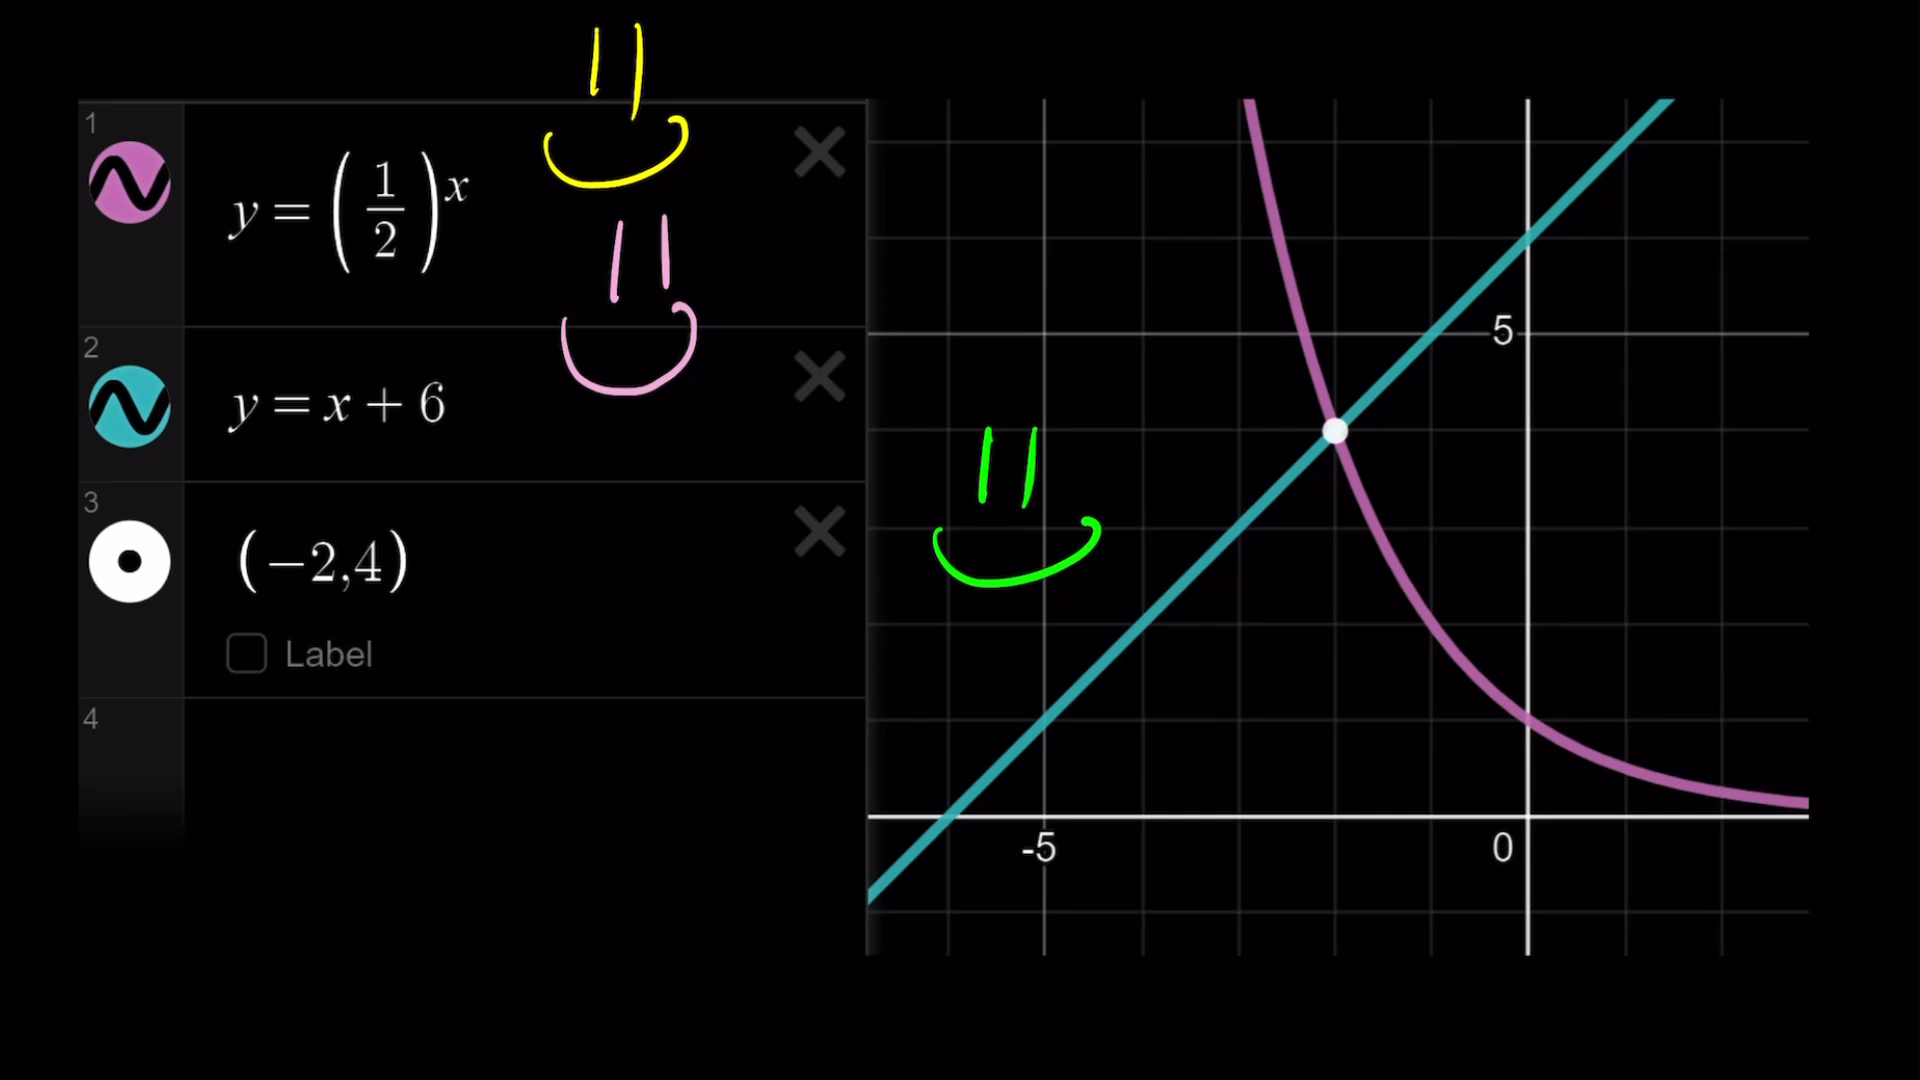 1
y = (1/2)^x
2
y = x + 6
3
(−2,4)
Label
4
5
-5
0